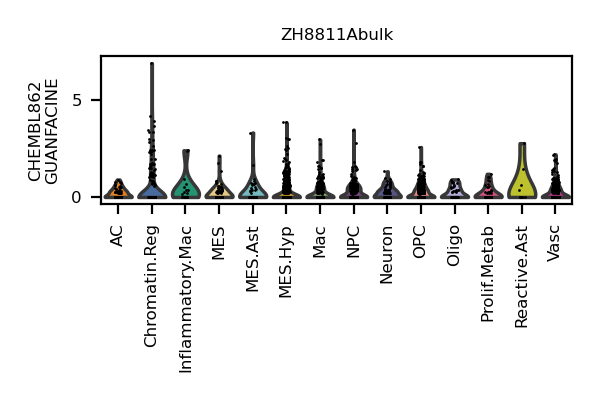 ZH8811Abulk
CHEMBL862
GUANFACINE
5
0
AC
Chromatin.Reg
Inflammatory.Mac
MES
MES.Ast
MES.Hyp
Mac
NPC
Neuron
OPC
Oligo
Prolif.Metab
Reactive.Ast
Vasc